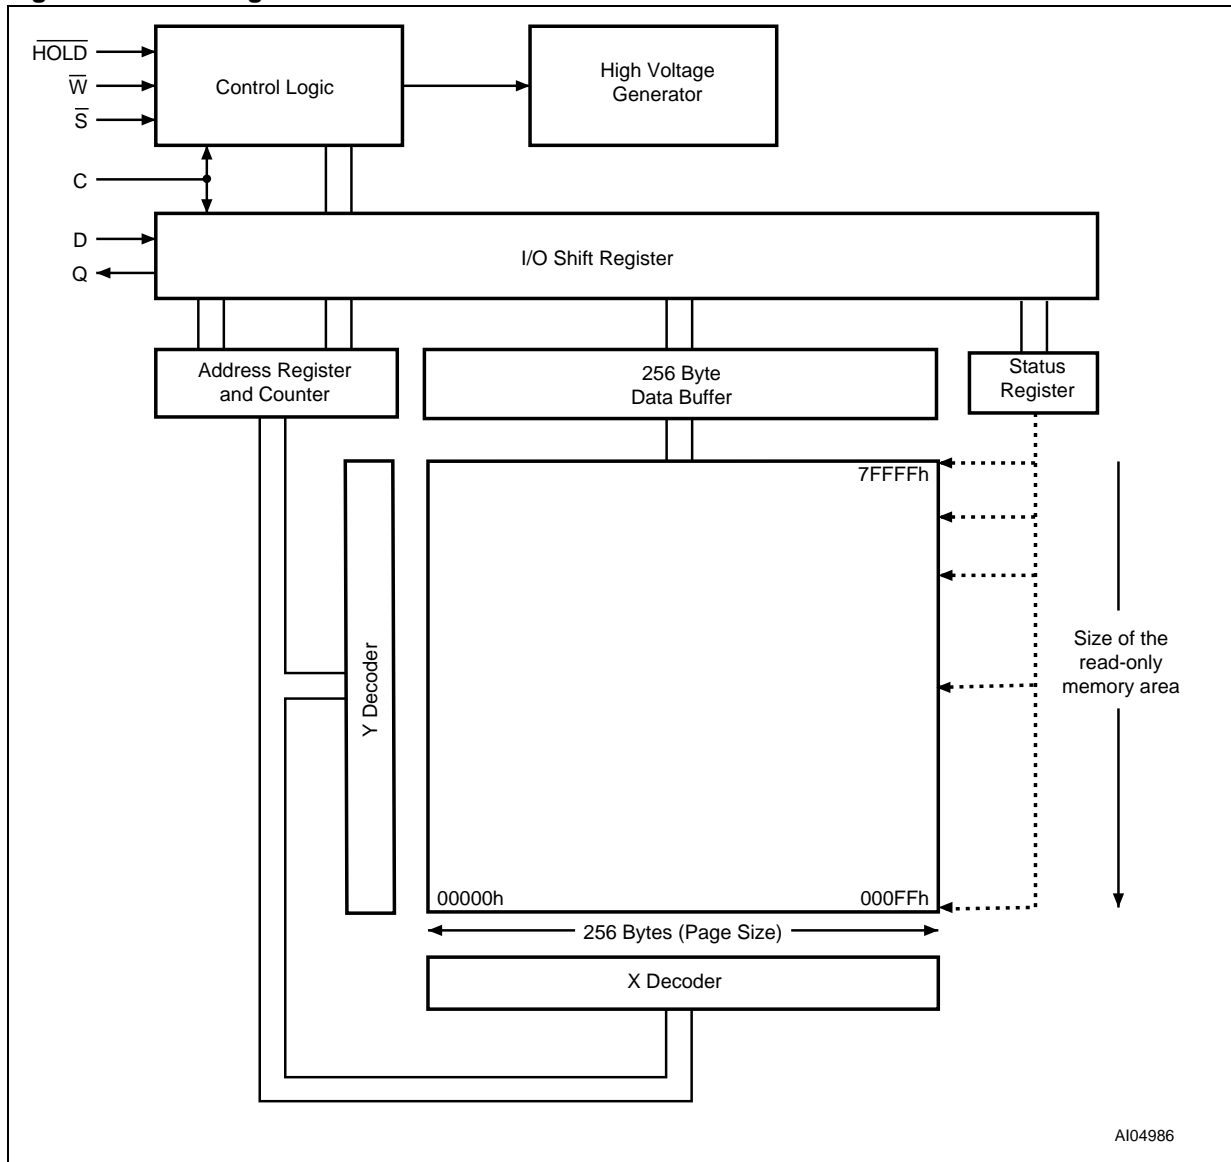 HOLD
W
S
C
D
Q
Control Logic
High Voltage
Generator
I/O Shift Register
Address Register
and Counter
256 Byte
Data Buffer
Status
Register
7FFFFh
Y Decoder
Size of the
read-only
memory area
00000h
000FFh
256 Bytes (Page Size)
X Decoder
AI04986